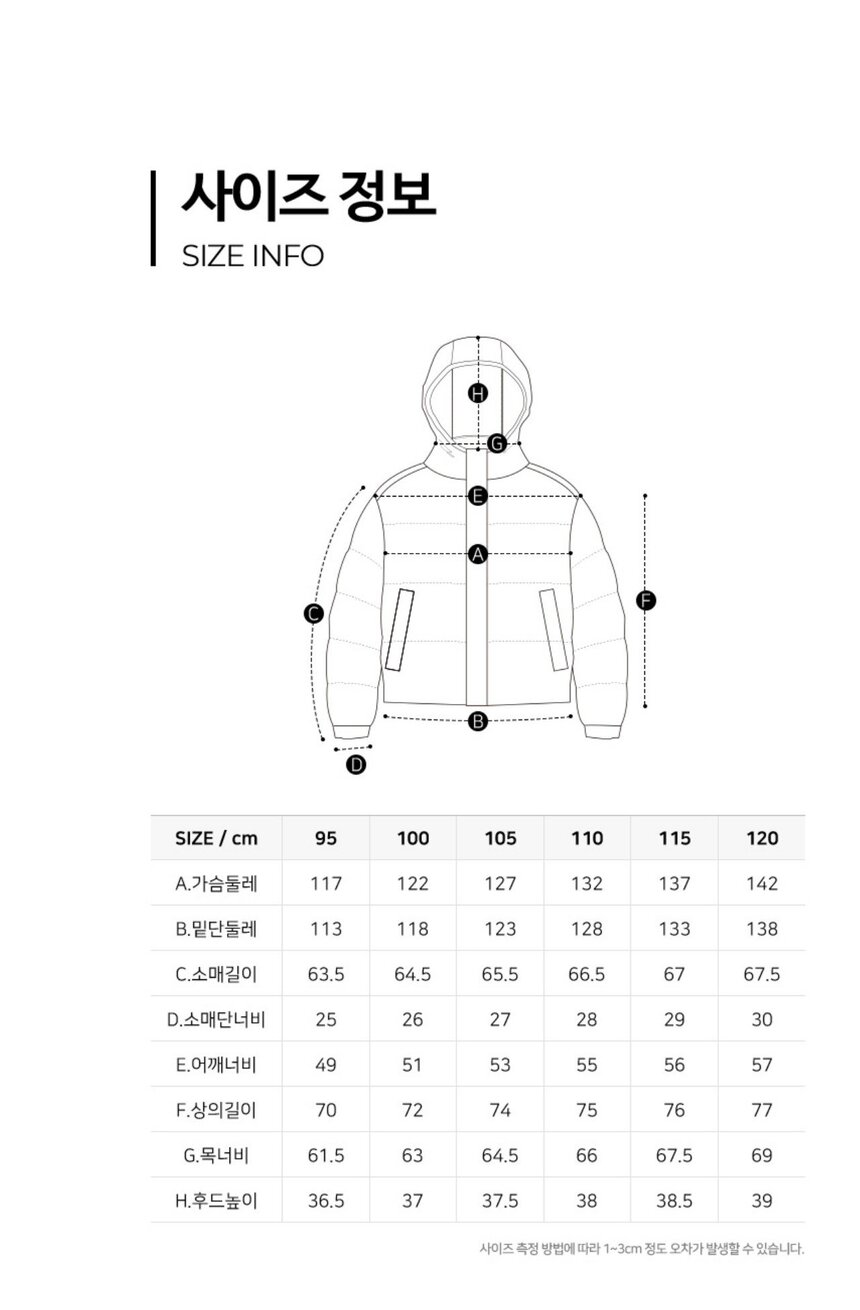 사이즈 정보
SIZE INFO
H
G
E
A
C
F
B
D
SIZE / cm 95 100 105 110 115 120
A.가슴둘레 117 122 127 132 137 142
B.밑단둘레 113 118 123 128 133 138
C.소매길이 63.5 64.5 65.5 66.5 67 67.5
D.소매단너비 25 26 27 28 29 30
E.어깨너비 49 51 53 55 56 57
F.상의길이 70 72 74 75 76 77
G.목너비 61.5 63 64.5 66 67.5 69
H.후드높이 36.5 37 37.5 38 38.5 39
사이즈 측정 방법에 따라 1~3cm 정도 오차가 발생할 수 있습니다.